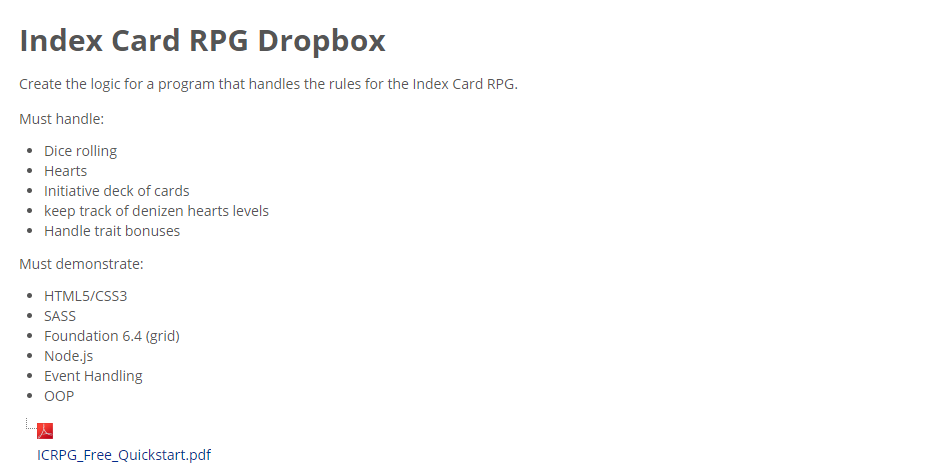 Index Card RPG Dropbox
Create the logic for a program that handles the rules for the Index Card RPG.
Must handle:
Dice rolling
Hearts
Initiative deck of cards
keep track of denizen hearts levels
Handle trait bonuses
Must demonstrate:
HTML5/CSS3
SASS
Foundation 6.4 (grid)
Node.js
Event Handling
OOP
ICRPG_Free_Quickstart.pdf